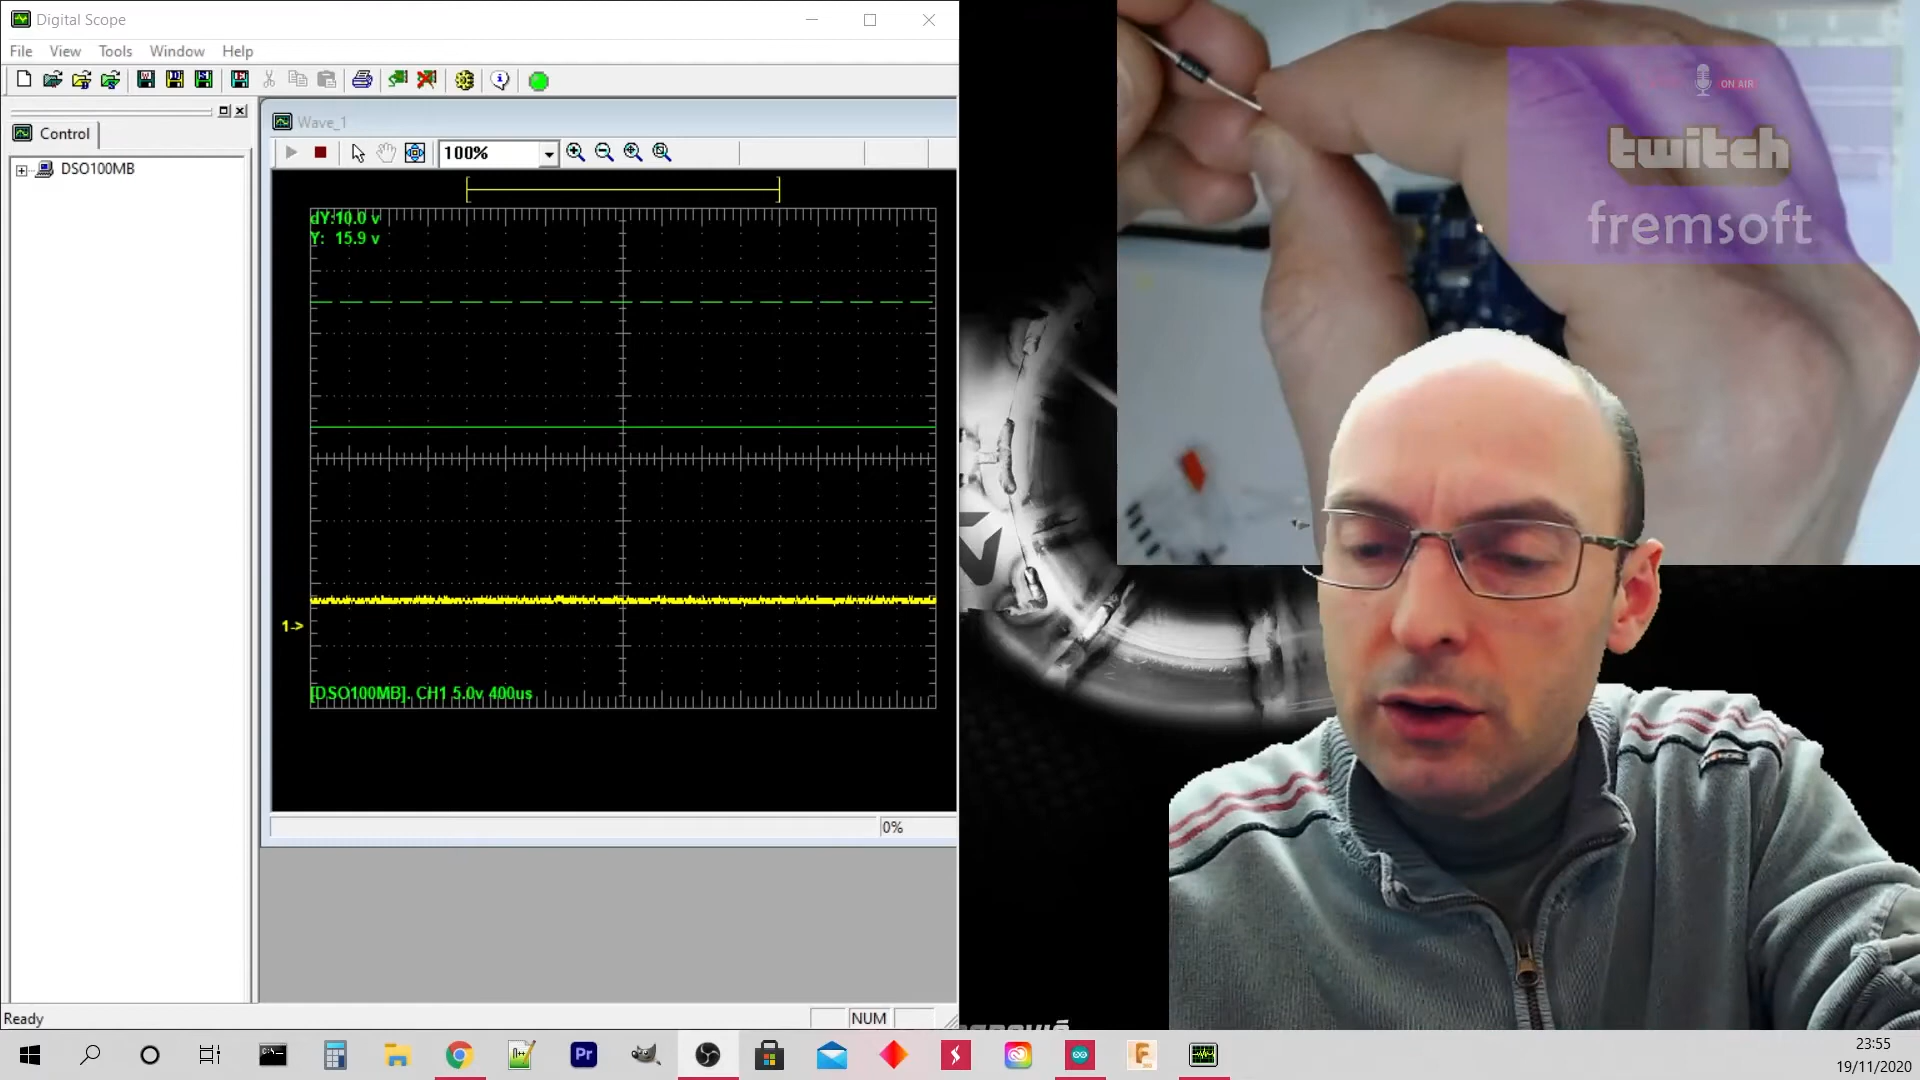 Digital Scope
File View Tools Window Help
Control
DSO100MB
Wave_1
100%
dY:10.0 v
Y: 15.9 v
1->
[DSO100MB]. CH1 5.0v 400us
0%
Ready
NUM
ON AIR
twitch
fremsoft
Pr
23:55
19/11/2020